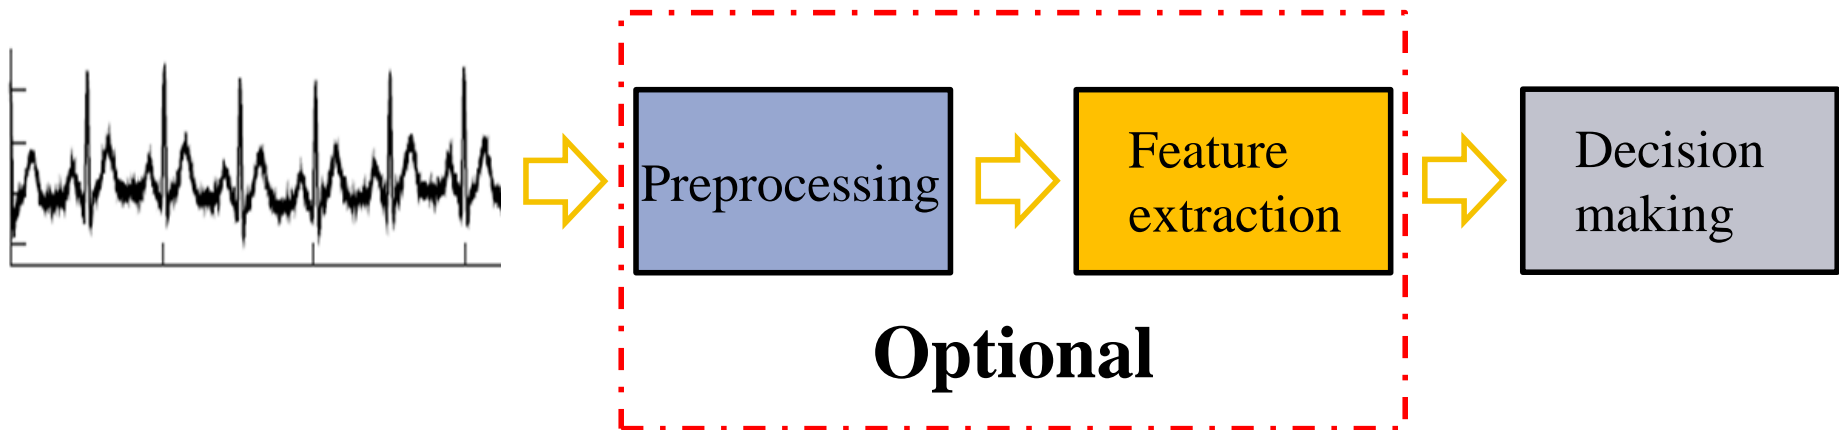 Preprocessing
Feature
extraction
Decision
making
Optional